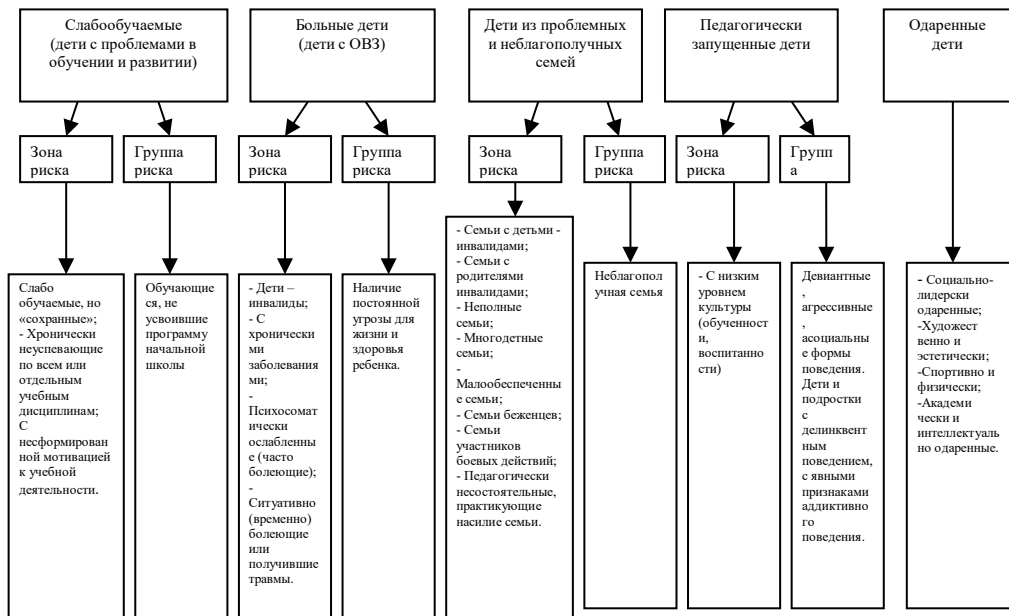 Слабообучаемые
(дети с проблемами в
обучении и развитии)
Больные дети
(дети с ОВЗ)
Дети из проблемных
и неблагополучных
семей
Педагогически
запущенные дети
Одаренные
дети
Зона
риска
Группа
риска
Зона
риска
Группа
риска
Зона
риска
Группа
риска
Зона
риска
Групп
а
Слабо
обучаемые, но
«сохранные»;
- Хронически
неуспевающие
по всем или
отдельным
учебным
дисциплинам;
С
несформирован
ной мотивацией
к учебной
деятельности.
Обучающие
ся, не
усвоившие
программу
начальной
школы
- Дети –
инвалиды;
- С
хронически
ми
заболевания
ми;
-
Психосомат
ически
ослабленны
е (часто
болеющие);
-
Ситуативно
(временно)
болеющие
или
получившие
травмы.
Наличие
постоянной
угрозы для
жизни и
здоровья
ребенка.
- Семьи с детьми -
инвалидами;
- Семьи с
родителями
инвалидами;
- Неполные
семьи;
- Многодетные
семьи;
-
Малообеспеченны
е семьи;
- Семьи беженцев;
- Семьи
участников
боевых действий;
- Педагогически
несостоятельные,
практикующие
насилие семьи.
Неблагопол
учная семья
- С низким
уровнем
культуры
(обученност
и,
воспитанно
сти)
Девиантные
,
агрессивные
,
асоциальные
формы
поведения.
Дети и
подростки
с
делинквент
ным
поведением,
с явными
признаками
аддиктивно
го
поведения.
- Социально-
лидерски
одаренные;
-Художест
венно и
эстетически;
-Спортивно и
физически;
-Академи
чески и
интеллектуаль
но одаренные.